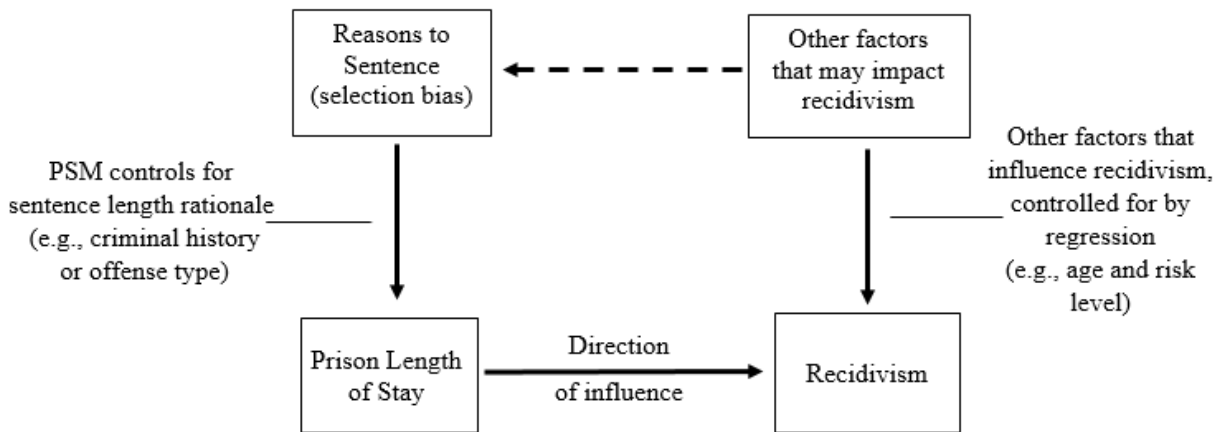 Reasons to
Sentence
(selection bias)
Other factors
that may impact
recidivism
PSM controls for
sentence length rationale
(e.g., criminal history
or offense type)
Other factors that
influence recidivism,
controlled for by
regression
(e.g., age and risk
level)
Prison Length
of Stay
Direction
of influence
Recidivism